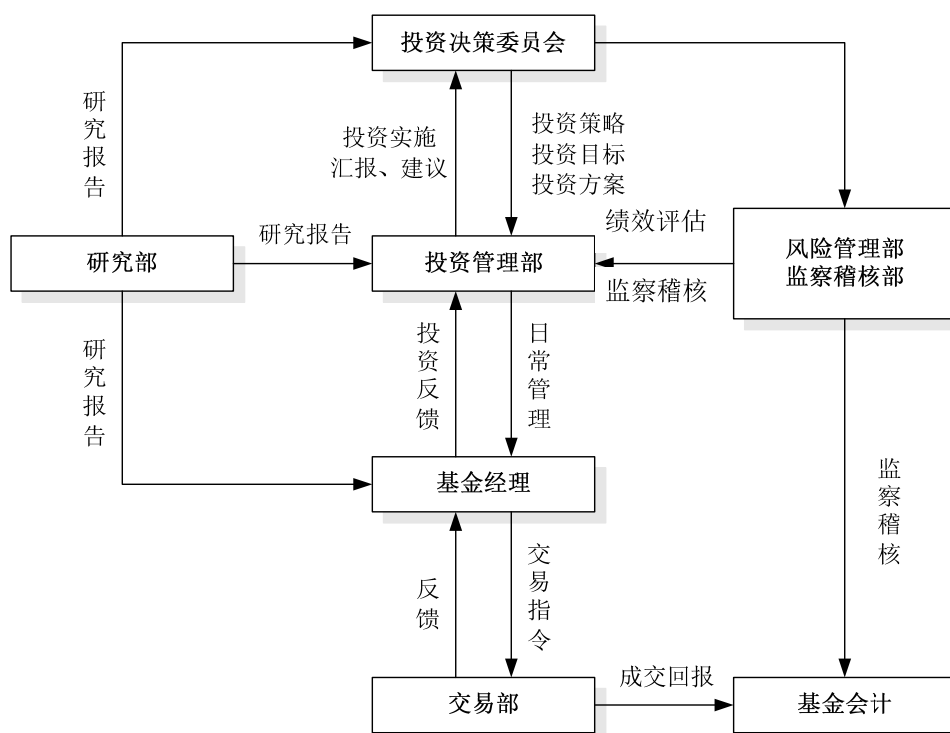 投资决策委员会
研究报告
投资实施
汇报、建议
投资策略
投资目标
投资方案
研究部
研究报告
投资管理部
绩效评估
监察稽核
风险管理部
监察稽核部
研究报告
投资反馈
日常管理
基金经理
监察稽核
反馈
交易指令
交易部
成交回报
基金会计